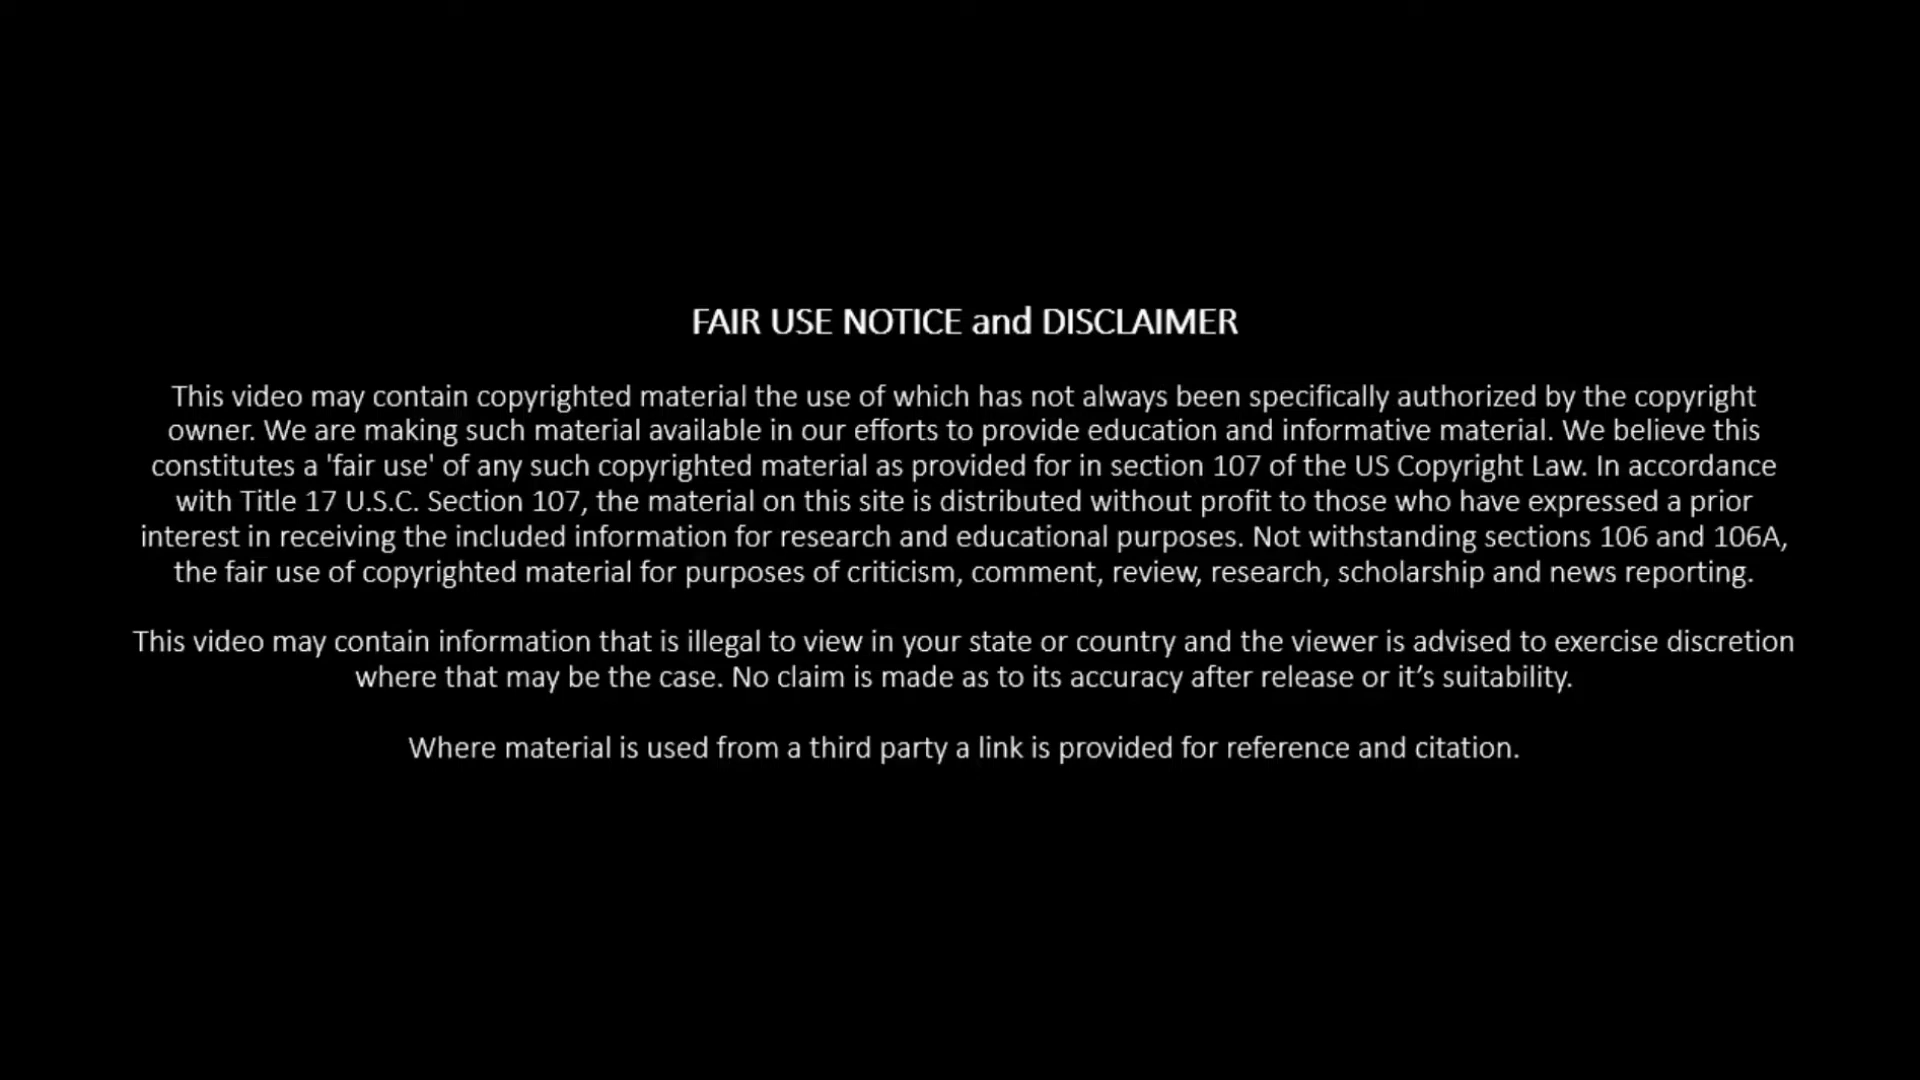 FAIR USE NOTICE and DISCLAIMER
This video may contain copyrighted material the use of which has not always been specifically authorized by the copyright
owner. We are making such material available in our efforts to provide education and informative material. We believe this
constitutes a 'fair use' of any such copyrighted material as provided for in section 107 of the US Copyright Law. In accordance
with Title 17 U.S.C. Section 107, the material on this site is distributed without profit to those who have expressed a prior
interest in receiving the included information for research and educational purposes. Not withstanding sections 106 and 106A,
the fair use of copyrighted material for purposes of criticism, comment, review, research, scholarship and news reporting.
This video may contain information that is illegal to view in your state or country and the viewer is advised to exercise discretion
where that may be the case. No claim is made as to its accuracy after release or it’s suitability.
Where material is used from a third party a link is provided for reference and citation.